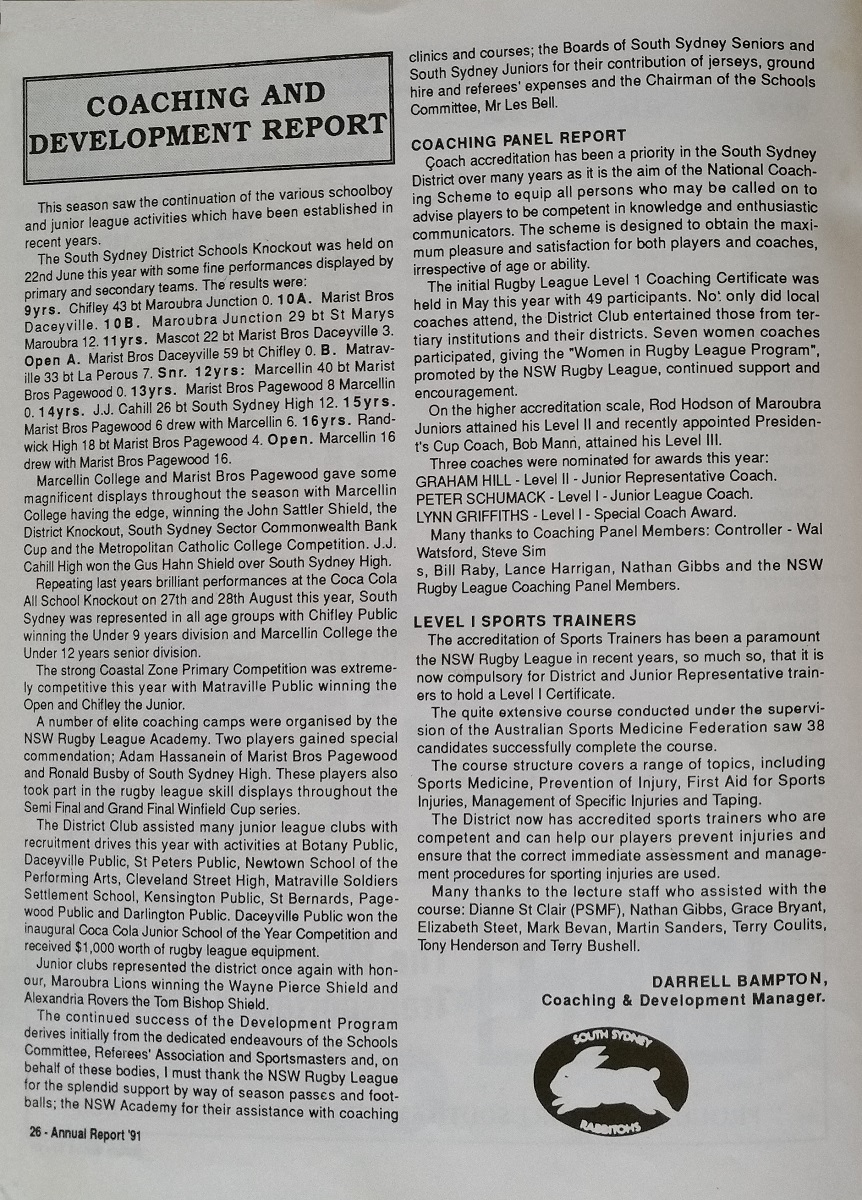 COACHING AND
DEVELOPMENT REPORT
This season saw the continuation of the various schoolboy
and junior league activities which have been established in
recent years.
The South Sydney District Schools Knockout was held on
22nd June this year with some fine performances displayed by
primary and secondary teams. The results were:
9yrs. Chifley 43 bt Maroubra Junction 0. 10A. Marist Bros
Daceyville. 10B. Maroubra Junction 29 bt St Marys
Maroubra 12. 11yrs. Mascot 22 bt Marist Bros Daceyville 3.
Open A. Marist Bros Daceyville 59 bt Chifley 0. B. Matrav-
ille 33 bt La Perous 7. Snr. 12yrs: Marcellin 40 bt Marist
Bros Pagewood 0. 13yrs. Marist Bros Pagewood 8 Marcellin
0. 14yrs. J.J. Cahill 26 bt South Sydney High 12. 15yrs.
Marist Bros Pagewood 6 drew with Marcellin 6. 16yrs. Rand-
wick High 18 bt Marist Bros Pagewood 4. Open. Marcellin 16
drew with Marist Bros Pagewood 16.
Marcellin College and Marist Bros Pagewood gave some
magnificent displays throughout the season with Marcellin
College having the edge, winning the John Sattler Shield, the
District Knockout, South Sydney Sector Commonwealth Bank
Cup and the Metropolitan Catholic College Competition. J.J.
Cahill High won the Gus Hahn Shield over South Sydney High.
Repeating last years brilliant performances at the Coca Cola
All School Knockout on 27th and 28th August this year, South
Sydney was represented in all age groups with Chifley Public
winning the Under 9 years division and Marcellin College the
Under 12 years senior division.
The strong Coastal Zone Primary Competition was extreme-
ly competitive this year with Matraville Public winning the
Open and Chifley the Junior.
A number of elite coaching camps were organised by the
NSW Rugby League Academy. Two players gained special
commendation; Adam Hassanein of Marist Bros Pagewood
and Ronald Busby of South Sydney High. These players also
took part in the rugby league skill displays throughout the
Semi Final and Grand Final Winfield Cup series.
The District Club assisted many junior league clubs with
recruitment drives this year with activities at Botany Public,
Daceyville Public, St Peters Public, Newtown School of the
Performing Arts, Cleveland Street High, Matraville Soldiers
Settlement School, Kensington Public, St Bernards, Page-
wood Public and Darlington Public. Daceyville Public won the
inaugural Coca Cola Junior School of the Year Competition and
received $1,000 worth of rugby league equipment.
Junior clubs represented the district once again with hon-
our, Maroubra Lions winning the Wayne Pierce Shield and
Alexandria Rovers the Tom Bishop Shield.
The continued success of the Development Program
derives initially from the dedicated endeavours of the Schools
Committee, Referees' Association and Sportsmasters and, on
behalf of these bodies, I must thank the NSW Rugby League
for the splendid support by way of season passes and foot-
balls; the NSW Academy for their assistance with coaching
26 - Annual Report '91
clinics and courses; the Boards of South Sydney Seniors and
South Sydney Juniors for their contribution of jerseys, ground
hire and referees' expenses and the Chairman of the Schools
Committee, Mr Les Bell.
COACHING PANEL REPORT
Coach accreditation has been a priority in the South Sydney
District over many years as it is the aim of the National Coach-
ing Scheme to equip all persons who may be called on to
advise players to be competent in knowledge and enthusiastic
communicators. The scheme is designed to obtain the maxi-
mum pleasure and satisfaction for both players and coaches,
irrespective of age or ability.
The initial Rugby League Level 1 Coaching Certificate was
held in May this year with 49 participants. Not only did local
coaches attend, the District Club entertained those from ter-
tiary institutions and their districts. Seven women coaches
participated, giving the "Women in Rugby League Program",
promoted by the NSW Rugby League, continued support and
encouragement.
On the higher accreditation scale, Rod Hodson of Maroubra
Juniors attained his Level II and recently appointed Presiden-
t's Cup Coach, Bob Mann, attained his Level III.
Three coaches were nominated for awards this year:
GRAHAM HILL - Level II - Junior Representative Coach.
PETER SCHUMACK - Level I - Junior League Coach.
LYNN GRIFFITHS - Level I - Special Coach Award.
Many thanks to Coaching Panel Members: Controller - Wal
Watsford, Steve Sim
s, Bill Raby, Lance Harrigan, Nathan Gibbs and the NSW
Rugby League Coaching Panel Members.
LEVEL I SPORTS TRAINERS
The accreditation of Sports Trainers has been a paramount
the NSW Rugby League in recent years, so much so, that it is
now compulsory for District and Junior Representative train-
ers to hold a Level I Certificate.
The quite extensive course conducted under the supervi-
sion of the Australian Sports Medicine Federation saw 38
candidates successfully complete the course.
The course structure covers a range of topics, including
Sports Medicine, Prevention of Injury, First Aid for Sports
Injuries, Management of Specific Injuries and Taping.
The District now has accredited sports trainers who are
competent and can help our players prevent injuries and
ensure that the correct immediate assessment and manage-
ment procedures for sporting injuries are used.
Many thanks to the lecture staff who assisted with the
course: Dianne St Clair (PSMF), Nathan Gibbs, Grace Bryant,
Elizabeth Steet, Mark Bevan, Martin Sanders, Terry Coulits,
Tony Henderson and Terry Bushell.
DARRELL BAMPTON,
Coaching & Development Manager.
SOUTH SYDNEY
RABBITOHS